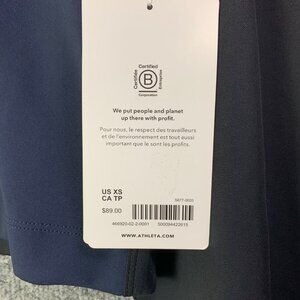 Certified
Certifiée
B
Entreprise
Corporation
We put people and planet
up there with profit.
Pour nous, le respect des travailleurs
et de l'environnement est tout aussi
important que le sont les profits.
US XS
CA TP
$89.00
WWW.ATHLETA.COM